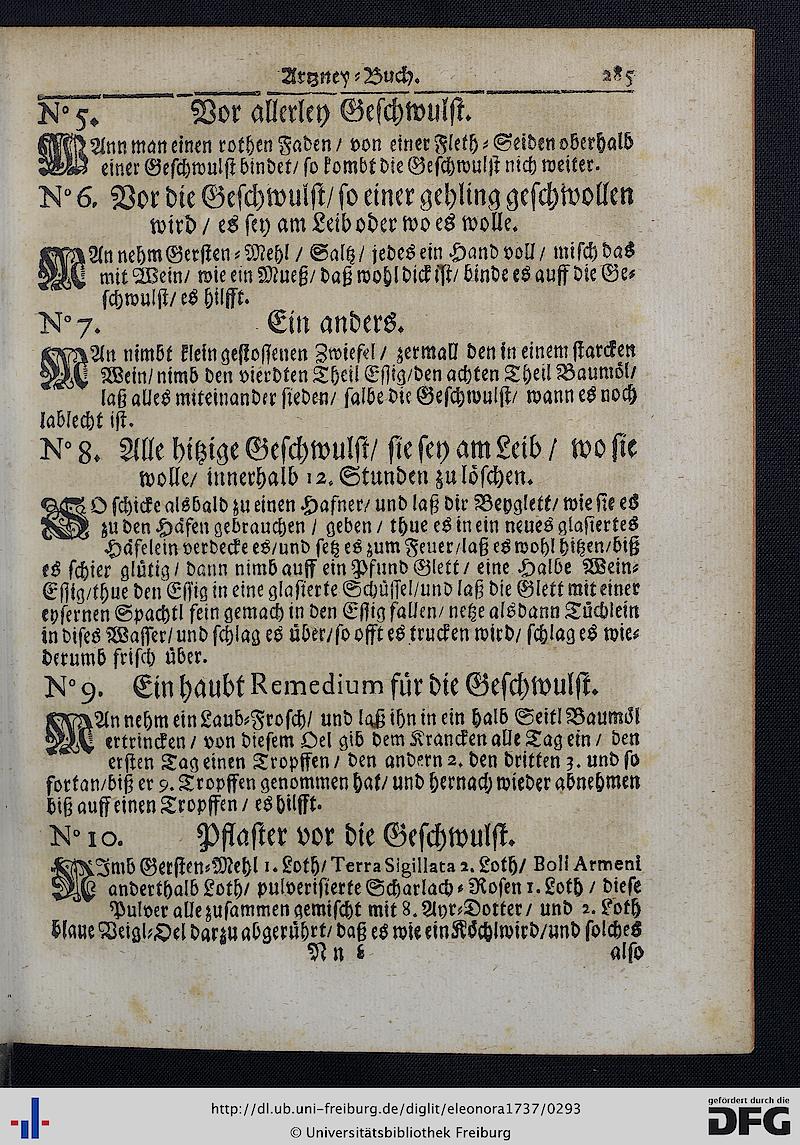 Artzney-Buch. 285
No 5. Vor allerley Geschwulst.
WAnn man einen rothen Faden / von einer Fleth-Seiden oberhalb
einer Geschwulst bindet / so kombt die Geschwulst nich weiter.
No 6. Vor die Geschwulst / so einer gehling geschwollen
wird / es sey am Leib oder wo es wolle.
MAn nehm Gersten-Mehl / Saltz / jedes ein Hand voll / misch das
mit Wein / wie ein Mueß / daß wohl dick ist / binde es auff die Ge-
schwulst / es hilfft.
No 7. Ein anders.
MAn nimbt klein gestossenen Zwiefel / zermall den in einem starcken
Wein / nimb den vierdten Theil Essig / den achten Theil Baumöl /
laß alles miteinander sieden / salbe die Geschwulst / wann es noch
lablecht ist.
No 8. Alle hitzige Geschwulst / sie sey am Leib / wo sie
wolle / innerhalb 12. Stunden zu löschen.
SO schicke alsbald zu einen Hafner / und laß dir Beyglett / wie sie es
zu den Häfen gebrauchen / geben / thue es in ein neues glasiertes
Häfelein verdecke es / und setz es zum Feuer / laß es wohl hitzen / biß
es schier glütig / dann nimb auff ein Pfund Glett / eine Halbe Wein-
Essig / thue den Essig in eine glasierte Schüssel / und laß die Glett mit einer
eysernen Spachtl fein gemach in den Essig fallen / netze alsdann Tüchlein
in dises Wasser / und schlag es über / so offt es trucken wird / schlag es wie-
derumb frisch über.
No 9. Ein haubt Remedium für die Geschwulst.
MAn nehm ein Laub-Frosch / und laß ihn in ein halb Seitl Baumöl
ertrincken / von diesem Oel gib dem Krancken alle Tag ein / den
ersten Tag einen Tropffen / den andern 2. den dritten 3. und so
fortan / biß er 9. Tropffen genommen hat / und hernach wieder abnehmen
biß auff einen Tropffen / es hilfft.
No 10. Pflaster vor die Geschwulst.
NImb Gersten-Mehl 1. Loth / Terra Sigillata 2. Loth / Boli Armeni
anderthalb Loth / pulverisierte Scharlach-Rosen 1. Loth / diese
Pulver alle zusammen gemischt mit 8. Ayr-Dotter / und 2. Loth
blaue Veigl-Oel darzu abgerührt / daß es wie ein Köchl wird / und solches
N n also
http://dl.ub.uni-freiburg.de/diglit/eleonora1737/0293
© Universitätsbibliothek Freiburg
gefördert durch die
DFG